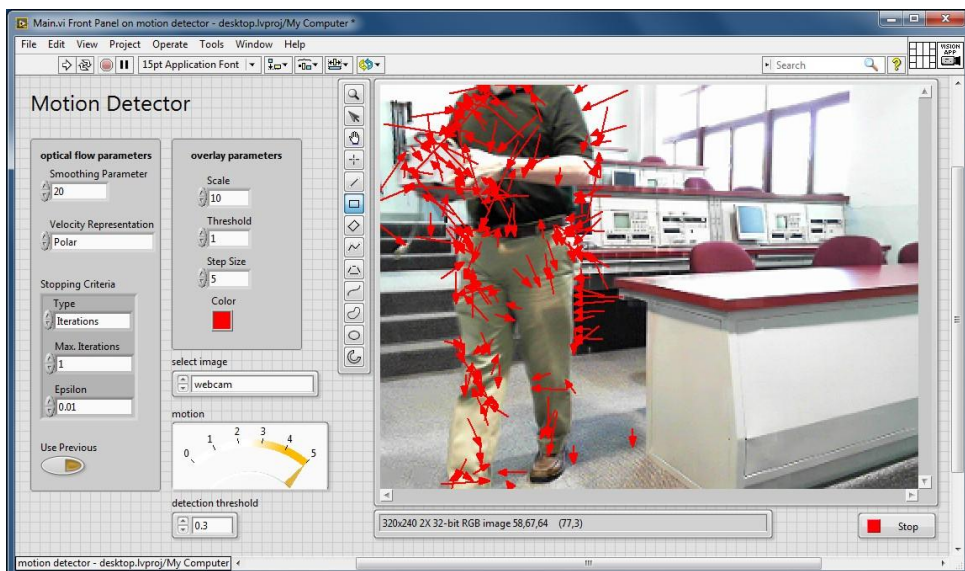 Main.vi Front Panel on motion detector - desktop.lvproj/My Computer *
File Edit View Project Operate Tools Window Help
15pt Application Font
Search
VISION
APP
Motion Detector
optical flow parameters
Smoothing Parameter
20
Velocity Representation
Polar
Stopping Criteria
Type
Iterations
Max. Iterations
1
Epsilon
0.01
Use Previous
overlay parameters
Scale
10
Threshold
1
Step Size
5
Color
select image
webcam
motion
0 1 2 3 4 5
detection threshold
0.3
320x240 2X 32-bit RGB image 58,67,64 (77,3)
Stop
motion detector - desktop.lvproj/My Computer